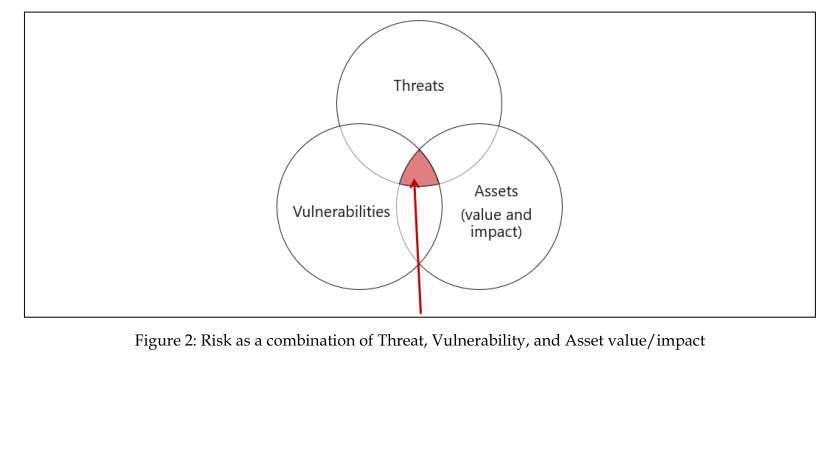 Threats
Vulnerabilities
Assets
(value and
impact)
Figure 2: Risk as a combination of Threat, Vulnerability, and Asset value/impact